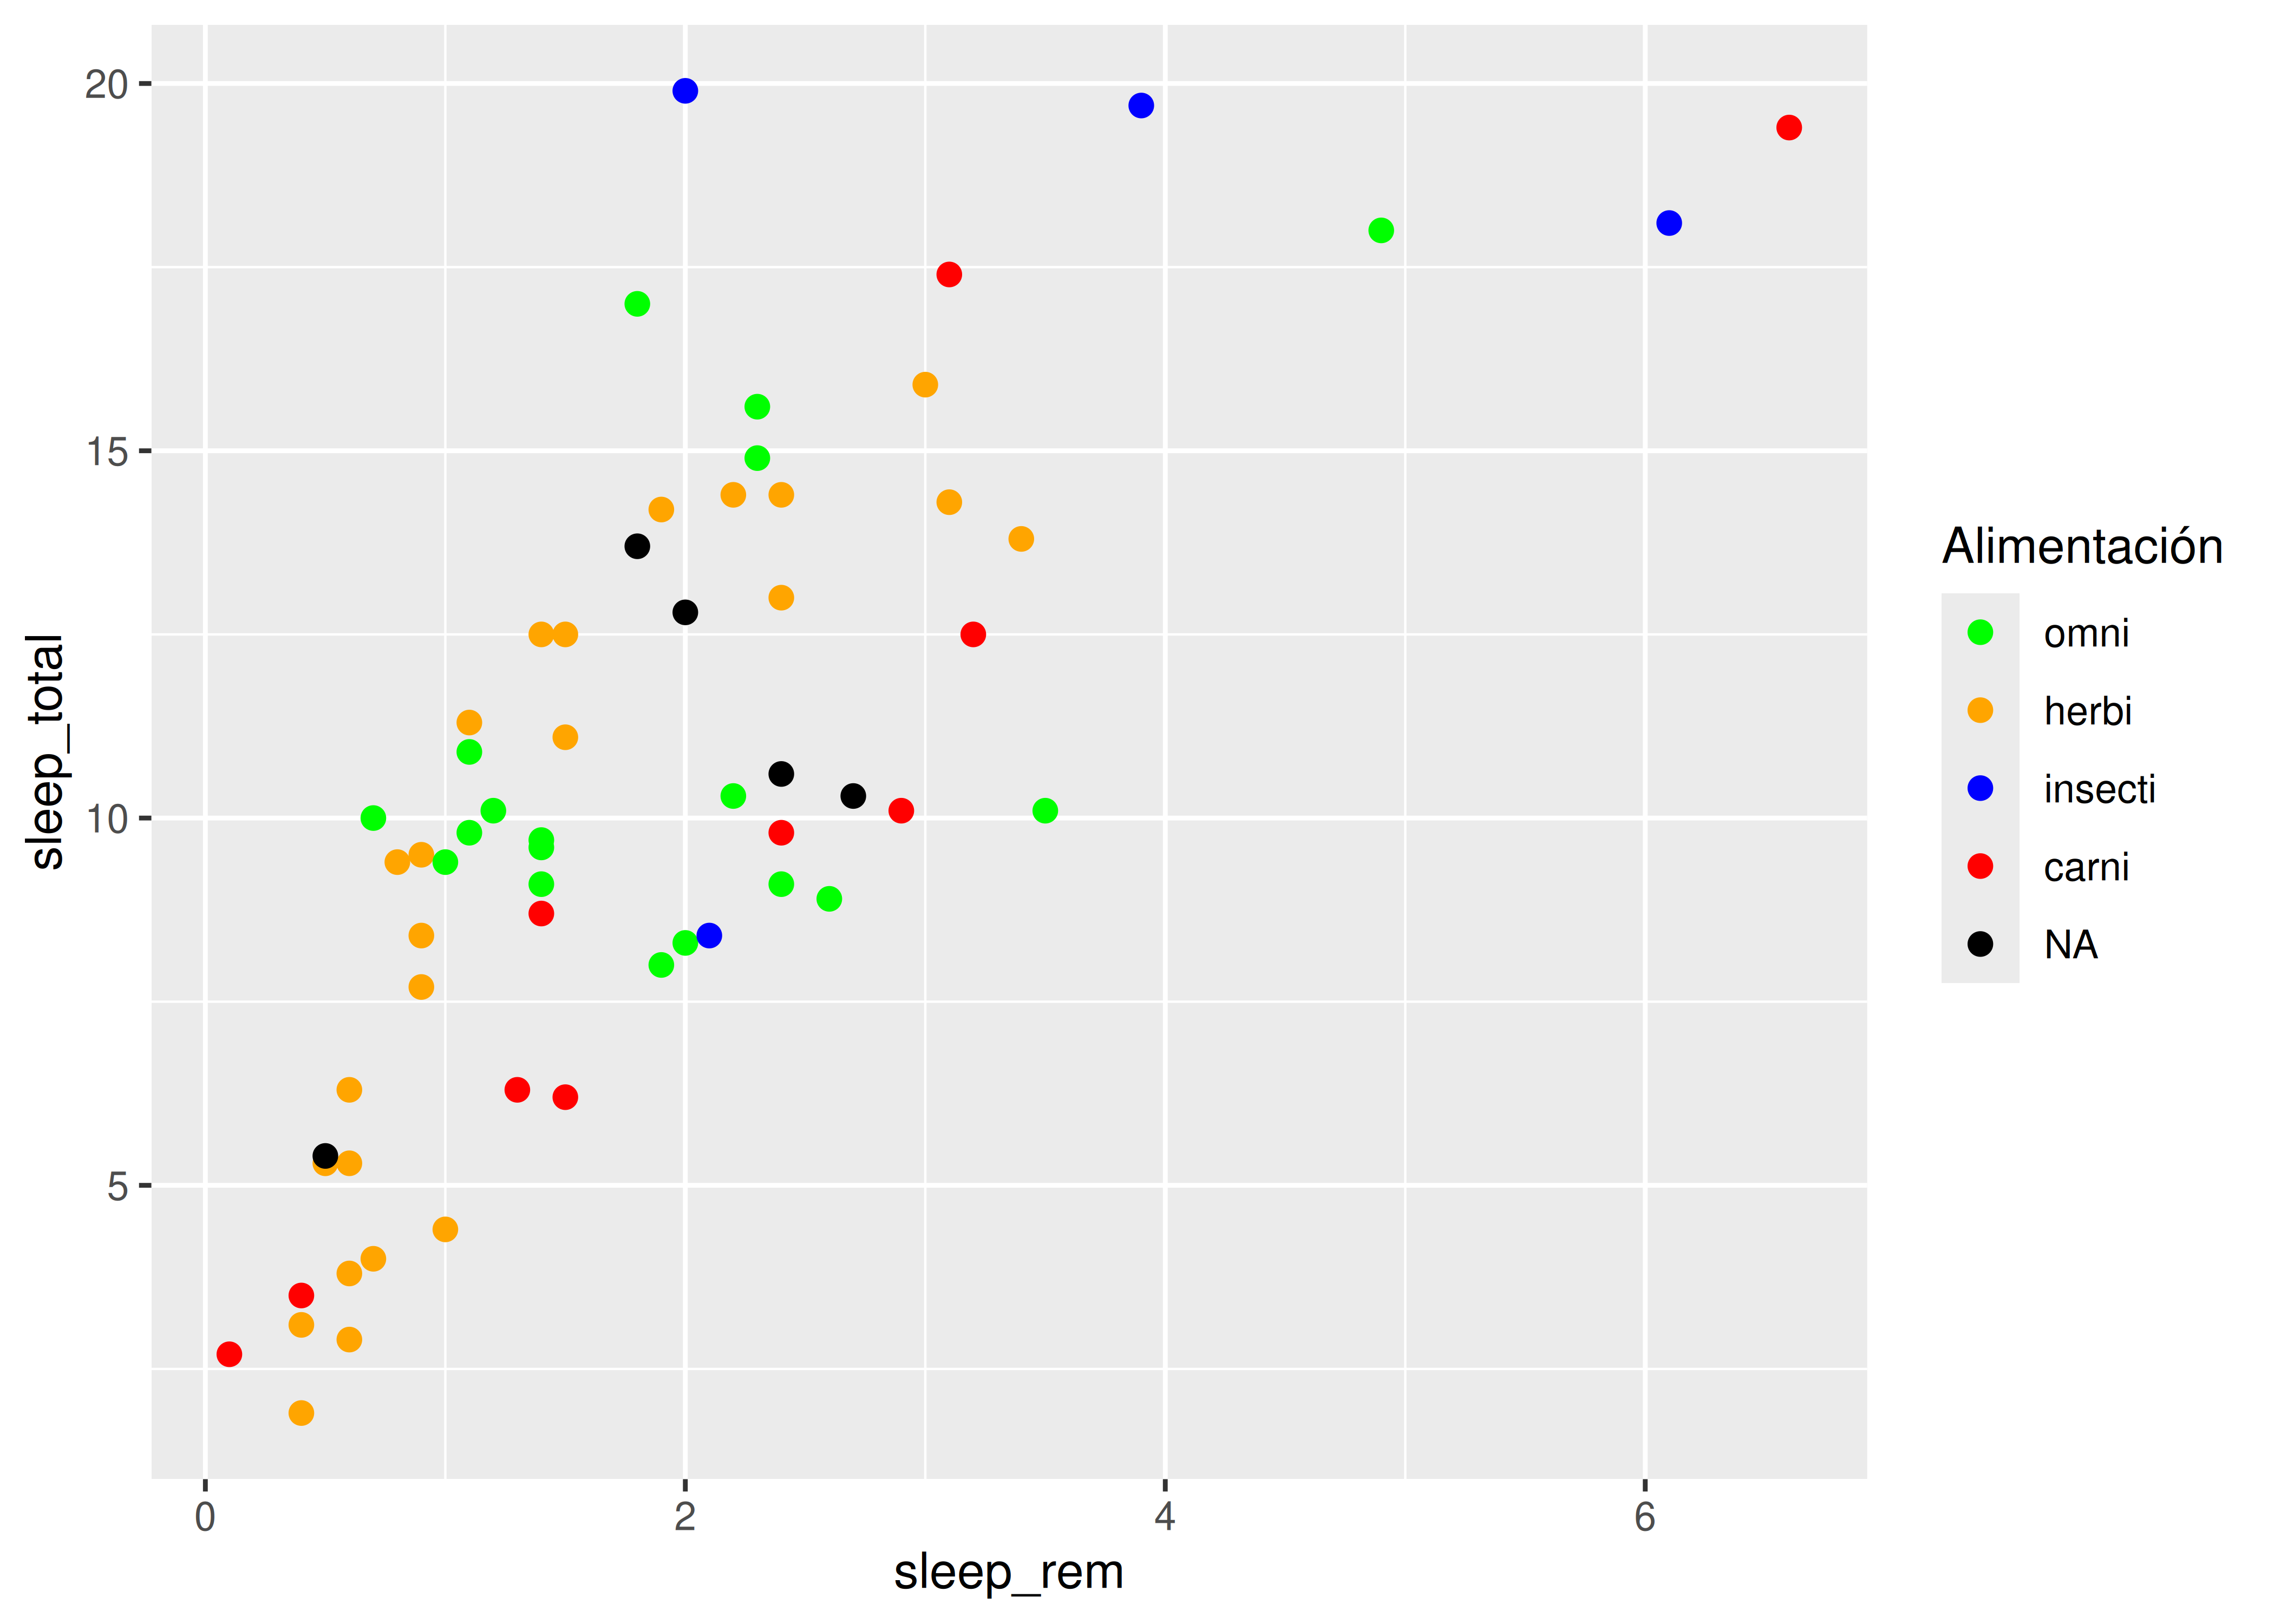 20
15
10
5
sleep_total
0 2 4 6
sleep_rem
Alimentación
omni
herbi
insecti
carni
NA